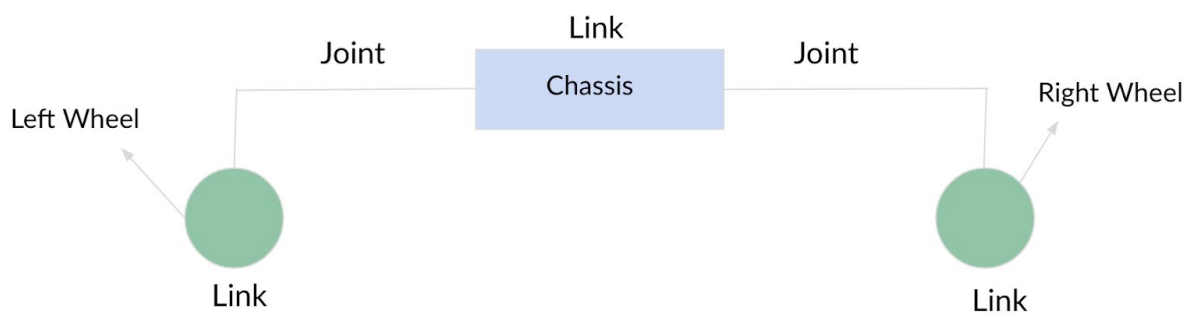 Link
Joint
Joint
Chassis
Right Wheel
Left Wheel
Link
Link